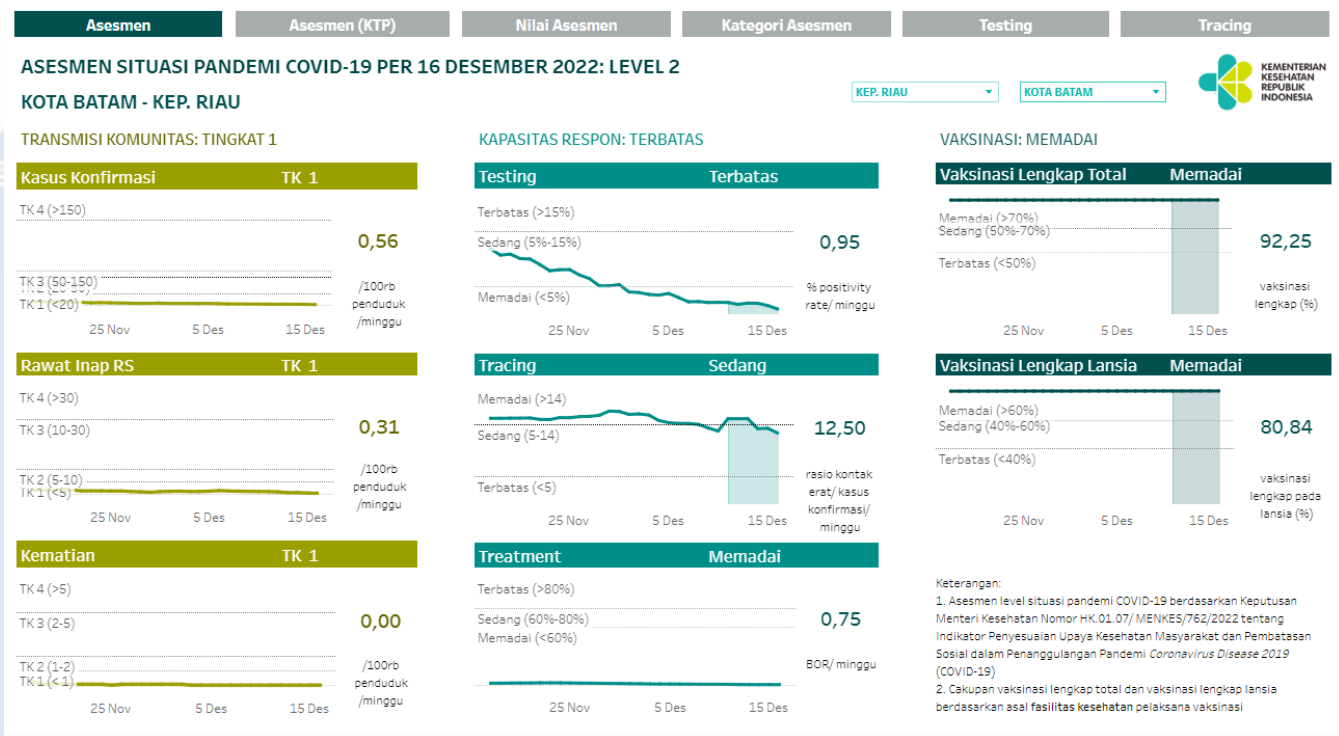 Asesmen
Asesmen (KTP)
Nilai Asesmen
Kategori Asesmen
Testing
Tracing
ASESMEN SITUASI PANDEMI COVID-19 PER 16 DESEMBER 2022: LEVEL 2
KOTA BATAM - KEP. RIAU
KEP. RIAU
KOTA BATAM
KEMENTERIAN
KESEHATAN
REPUBLIK
INDONESIA
TRANSMISI KOMUNITAS: TINGKAT 1
Kasus Konfirmasi TK 1
TK 4 (>150)
TK 3 (50-150)
TK 1 (<20)
0,56
/100rb
penduduk
/minggu
25 Nov 5 Des 15 Des
Rawat Inap RS TK 1
TK 4 (>30)
TK 3 (10-30)
TK 2 (5-10)
TK 1 (<5)
0,31
/100rb
penduduk
/minggu
25 Nov 5 Des 15 Des
Kematian TK 1
TK 4 (>5)
TK 3 (2-5)
TK 2 (1-2)
TK 1 (<1)
0,00
/100rb
penduduk
/minggu
25 Nov 5 Des 15 Des
KAPASITAS RESPON: TERBATAS
Testing Terbatas
Terbatas (>15%)
Sedang (5%-15%)
Memadai (<5%)
0,95
% positivity
rate/ minggu
25 Nov 5 Des 15 Des
Tracing Sedang
Memadai (>14)
Sedang (5-14)
Terbatas (<5)
12,50
rasio kontak
erat/ kasus
konfirmasi/
minggu
25 Nov 5 Des 15 Des
Treatment Memadai
Terbatas (>80%)
Sedang (60%-80%)
Memadai (<60%)
0,75
BOR/ minggu
25 Nov 5 Des 15 Des
VAKSINASI: MEMADAI
Vaksinasi Lengkap Total Memadai
Memadai (>70%)
Sedang (50%-70%)
Terbatas (<50%)
92,25
vaksinasi
lengkap (%)
25 Nov 5 Des 15 Des
Vaksinasi Lengkap Lansia Memadai
Memadai (>60%)
Sedang (40%-60%)
Terbatas (<40%)
80,84
vaksinasi
lengkap pada
lansia (%)
25 Nov 5 Des 15 Des
Keterangan:
1. Asesmen level situasi pandemi COVID-19 berdasarkan Keputusan
Menteri Kesehatan Nomor HK.01.07/ MENKES/762/2022 tentang
Indikator Penyesuaian Upaya Kesehatan Masyarakat dan Pembatasan
Sosial dalam Penanggulangan Pandemi Coronavirus Disease 2019
(COVID-19)
2. Cakupan vaksinasi lengkap total dan vaksinasi lengkap lansia
berdasarkan asal fasilitas kesehatan pelaksana vaksinasi